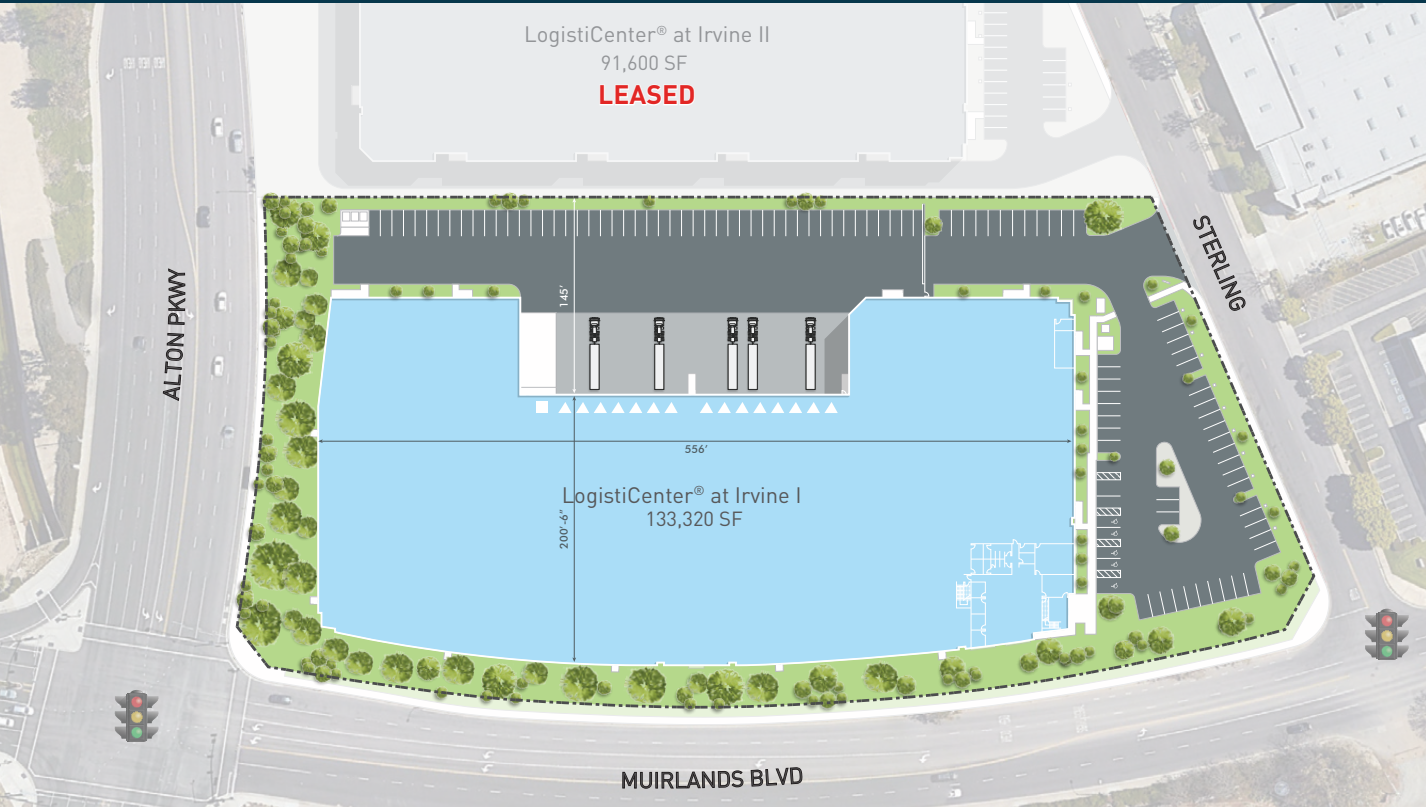 LogistiCenter® at Irvine II
91,600 SF
LEASED
STERLING
ALTON PKWY
145'
556'
LogistiCenter® at Irvine I
133,320 SF
200'-6"
MUIRLANDS BLVD